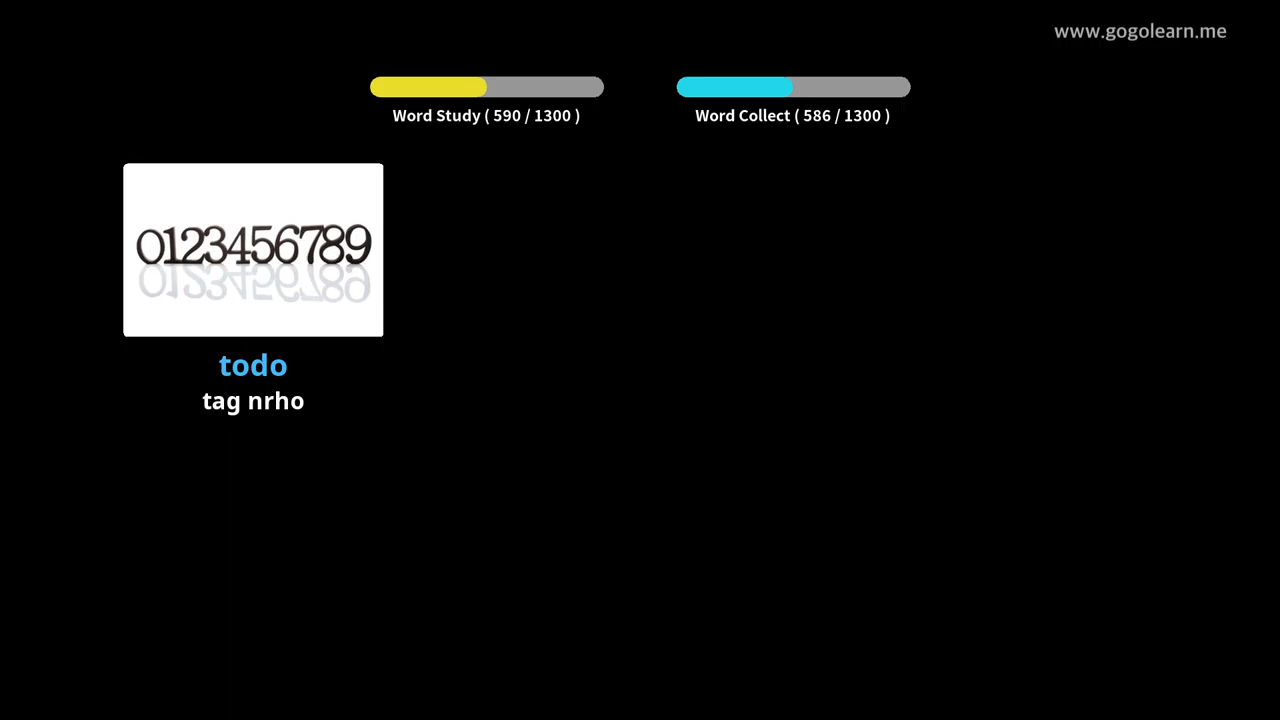 www.gogolearn.me
Word Study ( 590 / 1300 )
Word Collect ( 586 / 1300 )
0123456789
todo
tag nrho